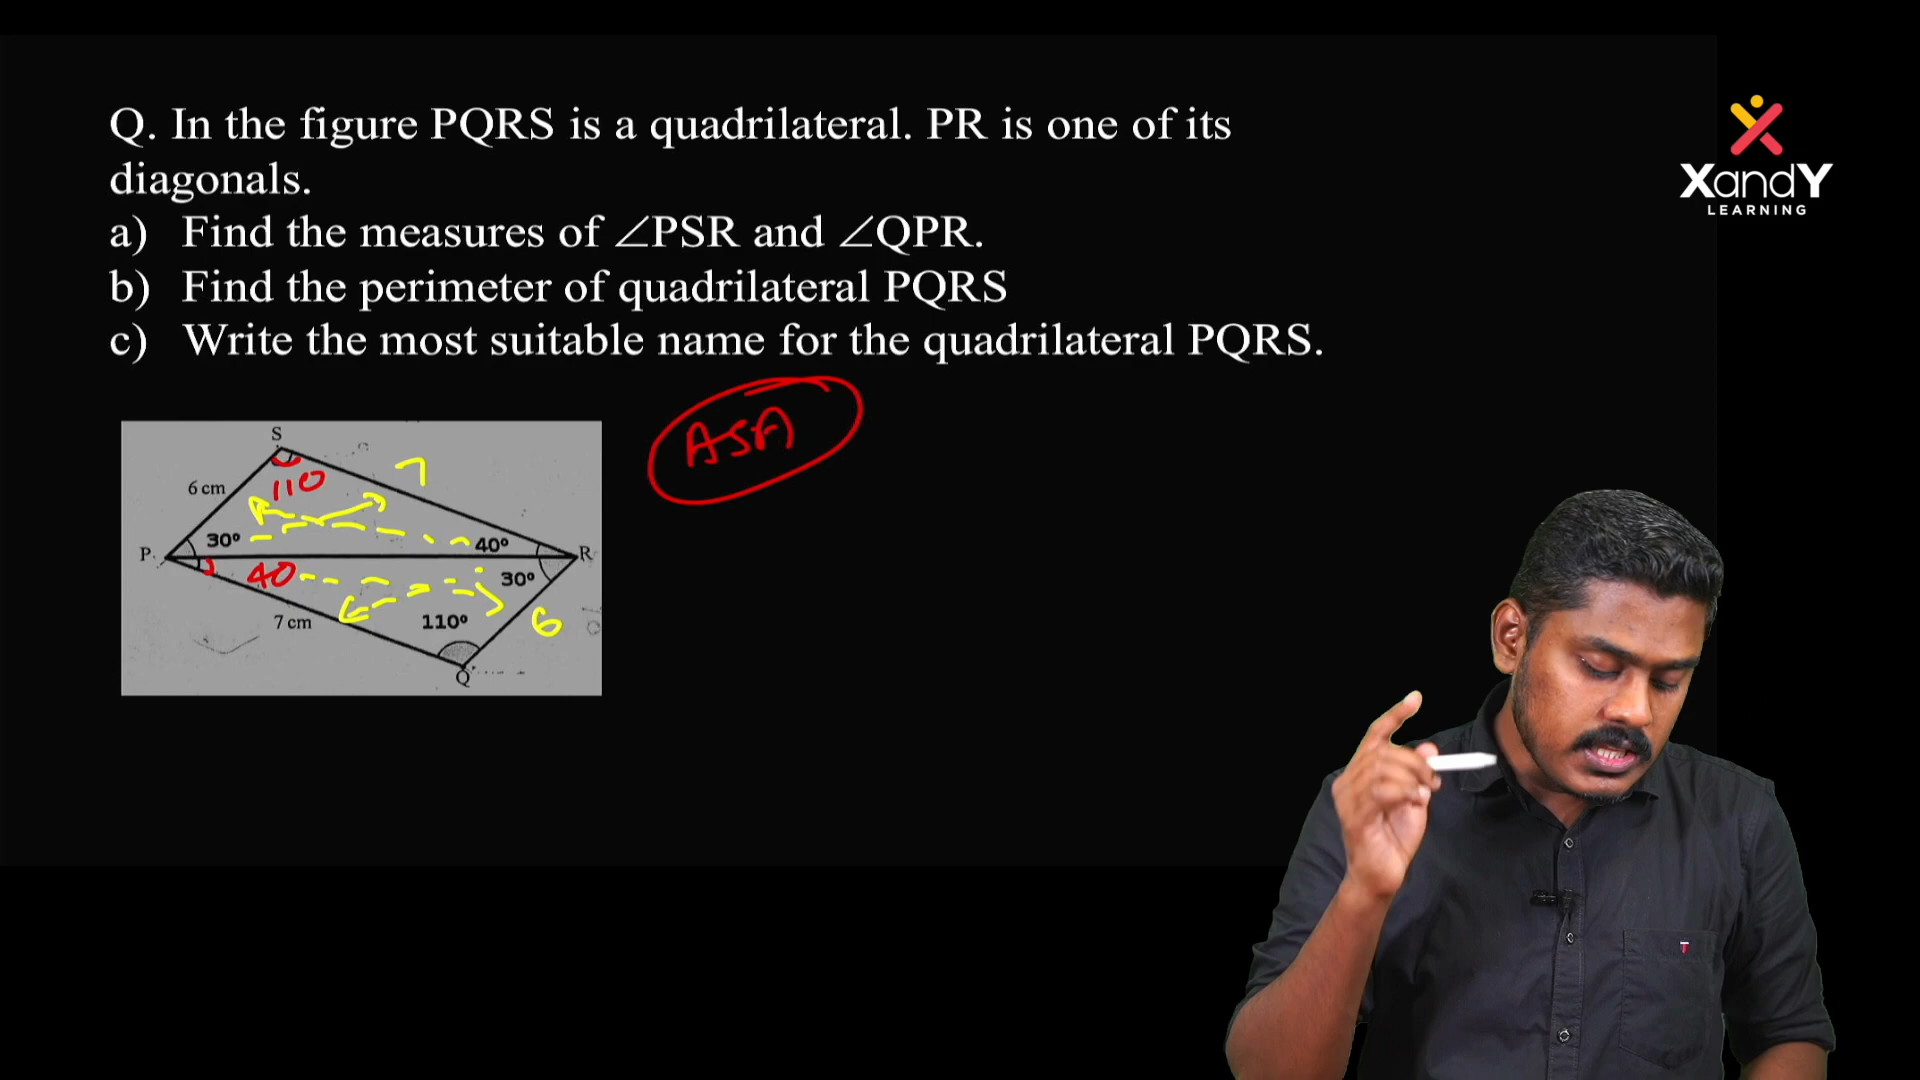 Q. In the figure PQRS is a quadrilateral. PR is one of its
diagonals.
a) Find the measures of ∠PSR and ∠QPR.
b) Find the perimeter of quadrilateral PQRS
c) Write the most suitable name for the quadrilateral PQRS.
XandY
LEARNING
ASA
S
6 cm
110
7
P
30°
40°
R
40
30°
7 cm
110°
6
Q
T